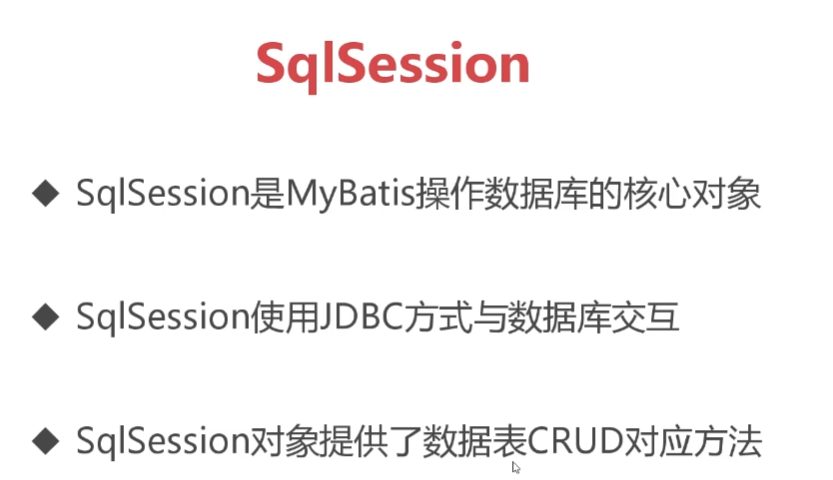 SqlSession
◆ SqlSession是MyBatis操作数据库的核心对象
◆ SqlSession使用JDBC方式与数据库交互
◆ SqlSession对象提供了数据表CRUD对应方法